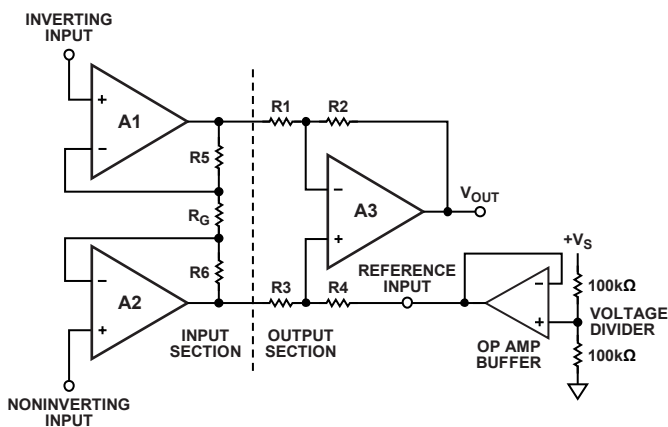 INVERTING
INPUT
+
A1
−
R1
R2
R5
RG
−
A3
+
VOUT
+VS
R6
−
A2
+
R3
R4
REFERENCE
INPUT
−
+
100kΩ
VOLTAGE
DIVIDER
100kΩ
INPUT
SECTION
OUTPUT
SECTION
OP AMP
BUFFER
NONINVERTING
INPUT